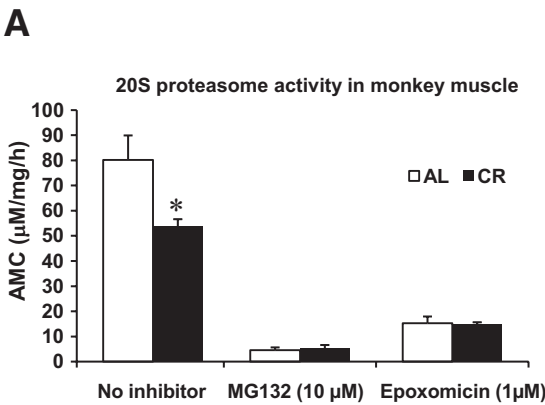 A
20S proteasome activity in monkey muscle
AMC (μM/mg/h)
100
90
80
70
60
50
40
30
20
10
0
AL CR
*
No inhibitor MG132 (10 μM) Epoxomicin (1μM)